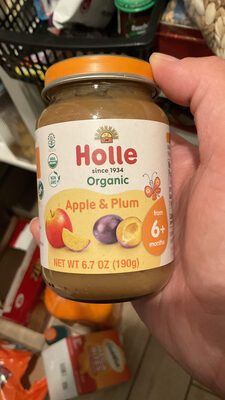 Holle
since 1934
Organic
Apple & Plum
from
6+
months
NET WT 6.7 OZ (190g)